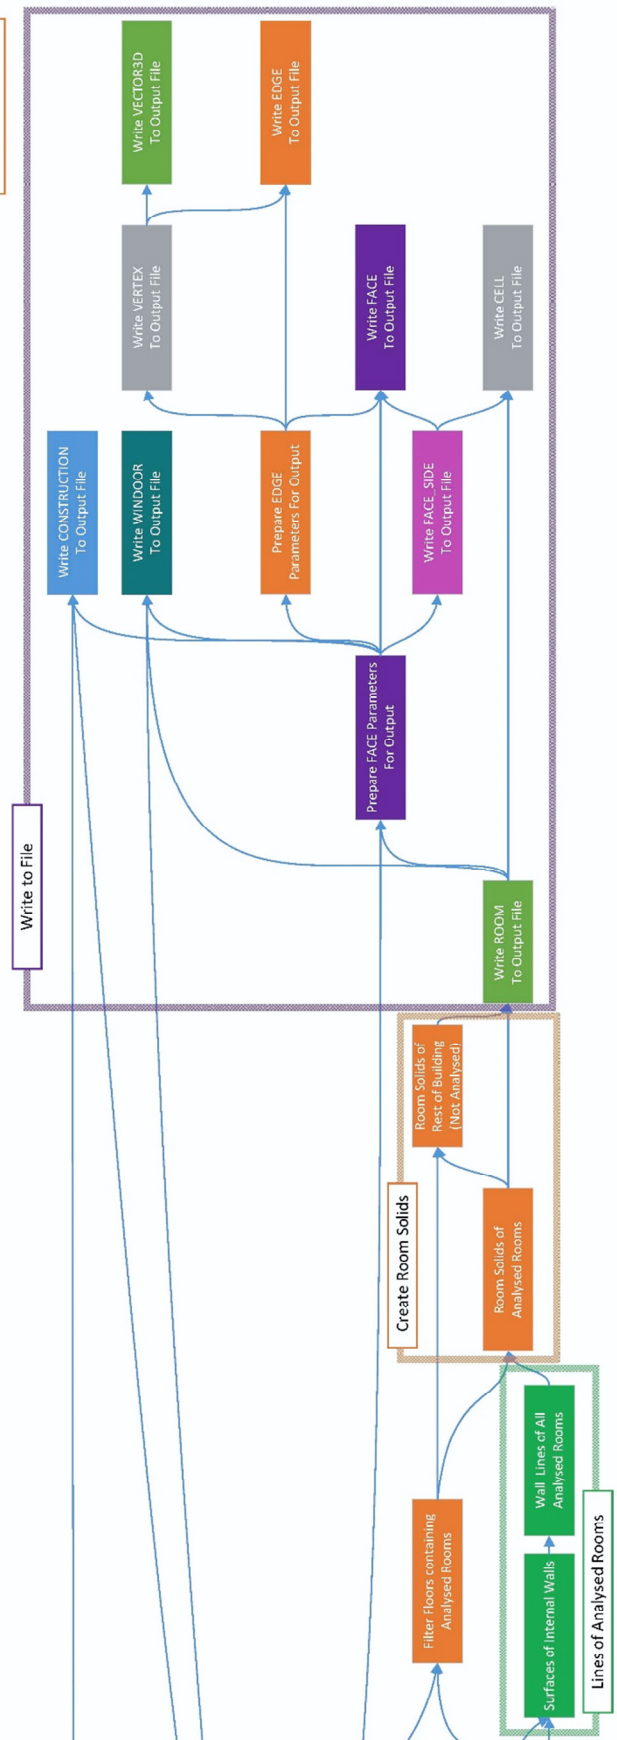 Write to File
Write CONSTRUCTION
To Output File
Write WINDOOR
To Output File
Write VERTEX
To Output File
Write VECTOR3D
To Output File
Write EDGE
To Output File
Prepare EDGE
Parameters For Output
Write FACE
To Output File
Write FACE_SIDE
To Output File
Write CELL
To Output File
Prepare FACE Parameters
For Output
Write ROOM
To Output File
Create Room Solids
Room Solids of
Rest of Building
(Not Analysed)
Room Solids of
Analysed Rooms
Filter Floors containing
Analysed Rooms
Wall Lines of All
Analysed Rooms
Surfaces of Internal Walls
Lines of Analysed Rooms